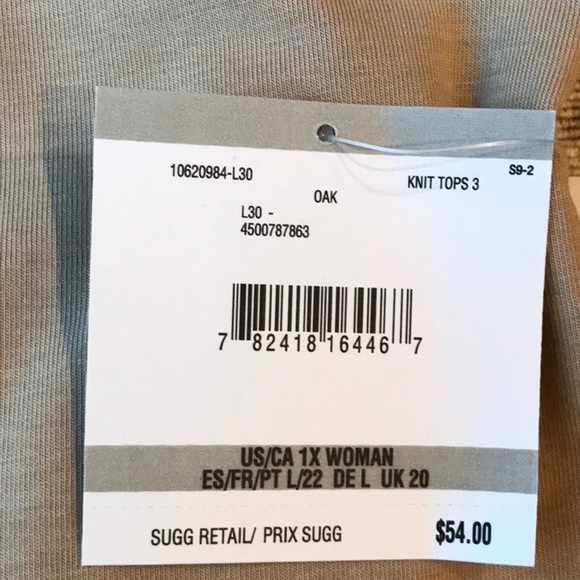 S9-2
10620984-L30
KNIT TOPS 3
OAK
L30 -
4500787863
7 82418 16446 7
US/CA 1X WOMAN
ES/FR/PT L/22 DE L UK 20
SUGG RETAIL/ PRIX SUGG $54.00